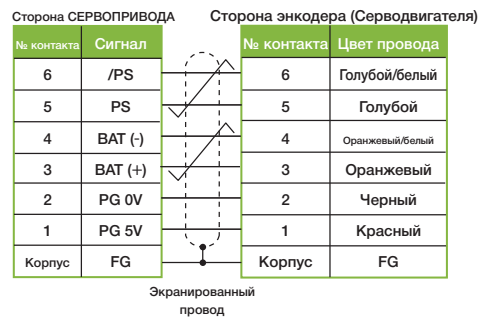 Сторона СЕРВОПРИВОДА Сторона энкодера (Серводвигателя)
№ контакта Сигнал № контакта Цвет провода
6 /PS 6 Голубой/белый
5 PS 5 Голубой
4 BAT (-) 4 Оранжевый/белый
3 BAT (+) 3 Оранжевый
2 PG 0V 2 Черный
1 PG 5V 1 Красный
Корпус FG Корпус FG
Экранированный
провод